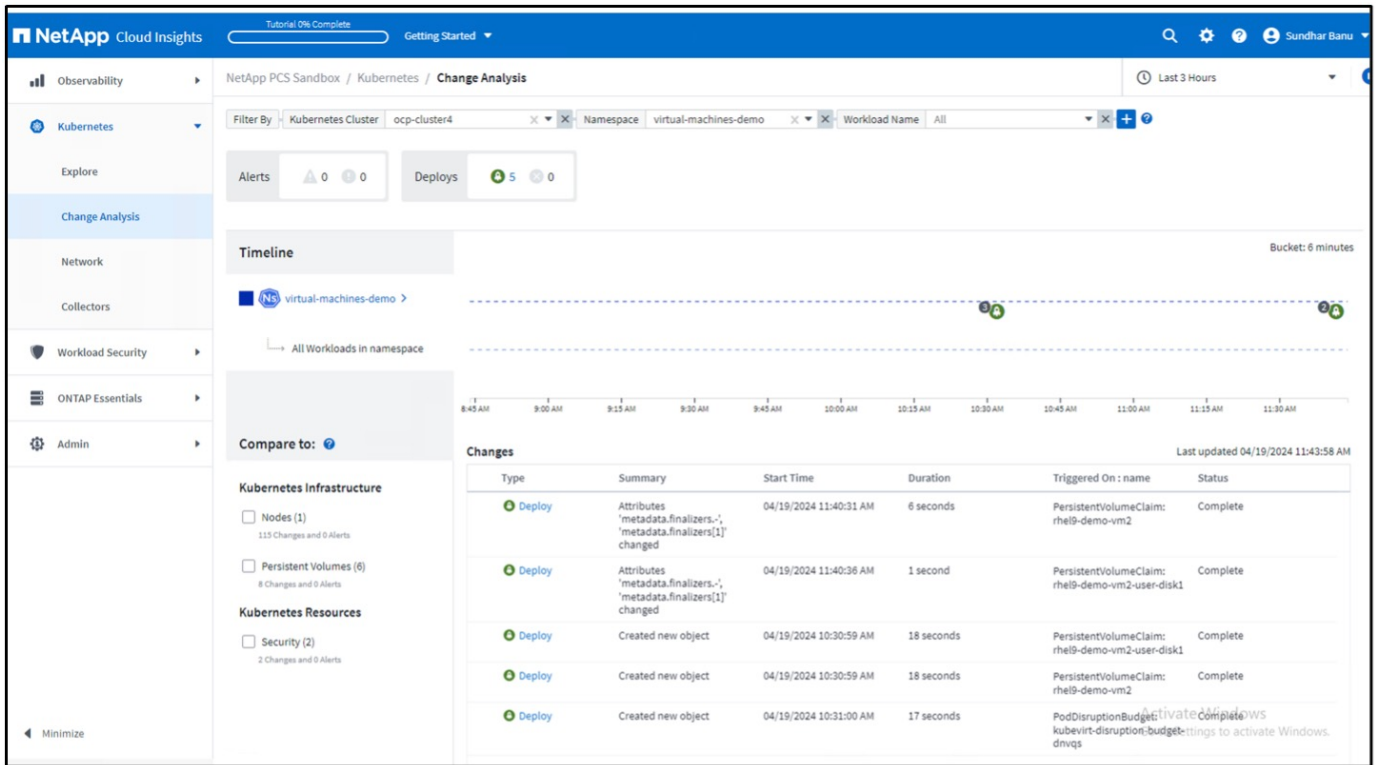 NetApp Cloud Insights
Tutorial 0% Complete
Getting Started
Sundhar Banu
Observability
Kubernetes
Explore
Change Analysis
Network
Collectors
Workload Security
ONTAP Essentials
Admin
Minimize
NetApp PCS Sandbox / Kubernetes / Change Analysis
Last 3 Hours
Filter By Kubernetes Cluster ocp-cluster4 Namespace virtual-machines-demo Workload Name All
Alerts 0 0 Deploys 5 0
Timeline
Bucket: 6 minutes
Ns virtual-machines-demo
3 2
All Workloads in namespace
8:45 AM 9:00 AM 9:15 AM 9:30 AM 9:45 AM 10:00 AM 10:15 AM 10:30 AM 10:45 AM 11:00 AM 11:15 AM 11:30 AM
Compare to:
Kubernetes Infrastructure
Nodes (1)
115 Changes and 0 Alerts
Persistent Volumes (6)
8 Changes and 0 Alerts
Kubernetes Resources
Security (2)
2 Changes and 0 Alerts
Changes
Last updated 04/19/2024 11:43:58 AM
Type Summary Start Time Duration Triggered On : name Status
Deploy Attributes 04/19/2024 11:40:31 AM 6 seconds PersistentVolumeClaim: Complete
'metadata.finalizers.-', rhel9-demo-vm2
'metadata.finalizers[1]'
changed
Deploy Attributes 04/19/2024 11:40:36 AM 1 second PersistentVolumeClaim: Complete
'metadata.finalizers.-', rhel9-demo-vm2-user-disk1
'metadata.finalizers[1]'
changed
Deploy Created new object 04/19/2024 10:30:59 AM 18 seconds PersistentVolumeClaim: Complete
rhel9-demo-vm2-user-disk1
Deploy Created new object 04/19/2024 10:30:59 AM 18 seconds PersistentVolumeClaim: Complete
rhel9-demo-vm2
Deploy Created new object 04/19/2024 10:31:00 AM 17 seconds PodDisruptionBudget: Complete
kubevirt-disruption-budget-
dnvqs
Activate Windows
settings to activate Windows.